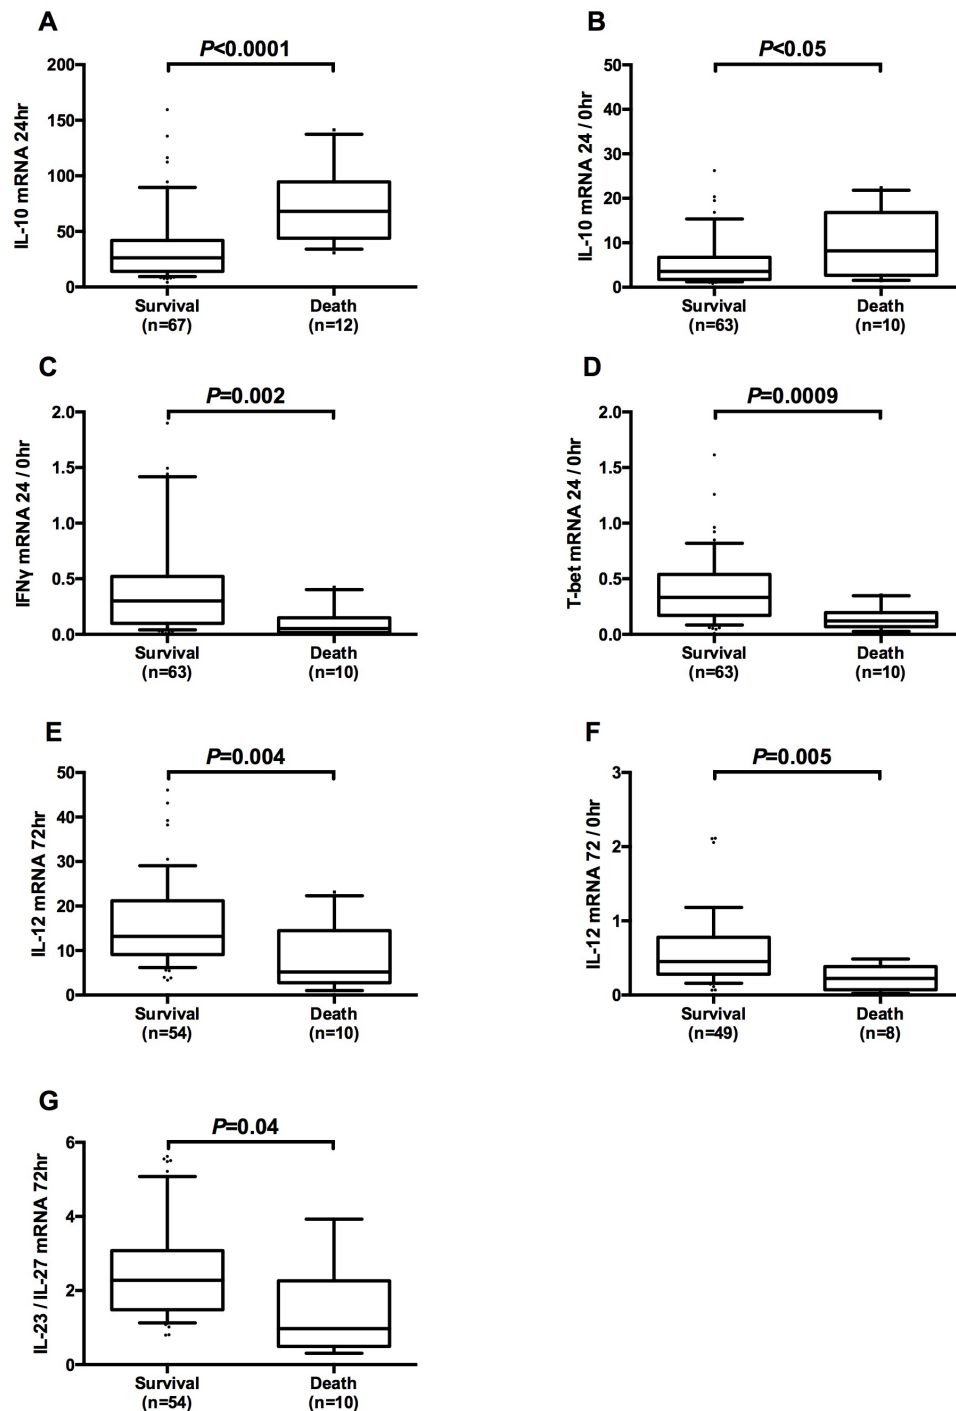 A
P<0.0001
IL-10 mRNA 24hr
200
150
100
50
0
Survival
(n=67)
Death
(n=12)
B
P<0.05
IL-10 mRNA 24 / 0hr
50
40
30
20
10
0
Survival
(n=63)
Death
(n=10)
C
P=0.002
IFNγ mRNA 24 / 0hr
2.0
1.5
1.0
0.5
0.0
Survival
(n=63)
Death
(n=10)
D
P=0.0009
T-bet mRNA 24 / 0hr
2.0
1.5
1.0
0.5
0.0
Survival
(n=63)
Death
(n=10)
E
P=0.004
IL-12 mRNA 72hr
50
40
30
20
10
0
Survival
(n=54)
Death
(n=10)
F
P=0.005
IL-12 mRNA 72 / 0hr
3
2
1
0
Survival
(n=49)
Death
(n=8)
G
P=0.04
IL-23 / IL-27 mRNA 72hr
6
4
2
0
Survival
(n=54)
Death
(n=10)